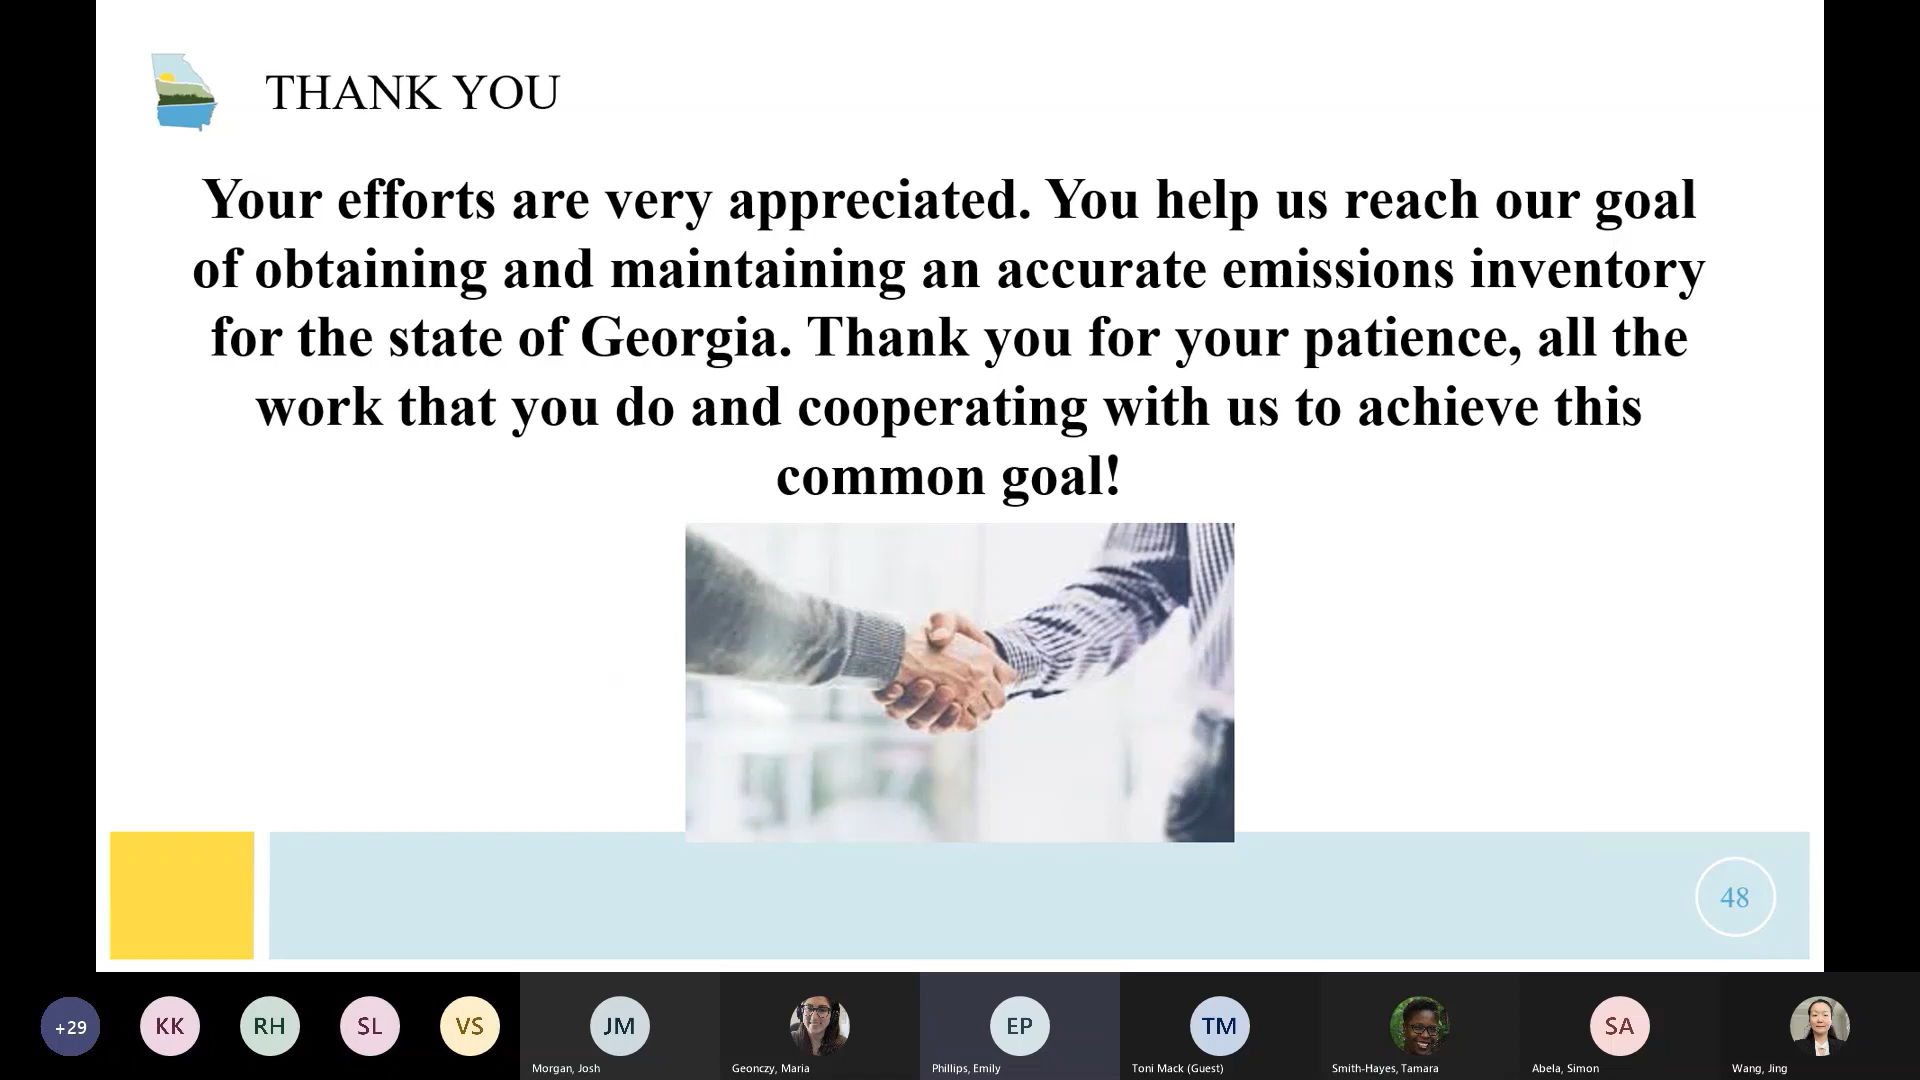 THANK YOU
Your efforts are very appreciated. You help us reach our goal
of obtaining and maintaining an accurate emissions inventory
for the state of Georgia. Thank you for your patience, all the
work that you do and cooperating with us to achieve this
common goal!
48
+29
KK
RH
SL
VS
JM
EP
TM
SA
Morgan, Josh
Geonczy, Maria
Phillips, Emily
Toni Mack (Guest)
Smith-Hayes, Tamara
Abela, Simon
Wang, Jing